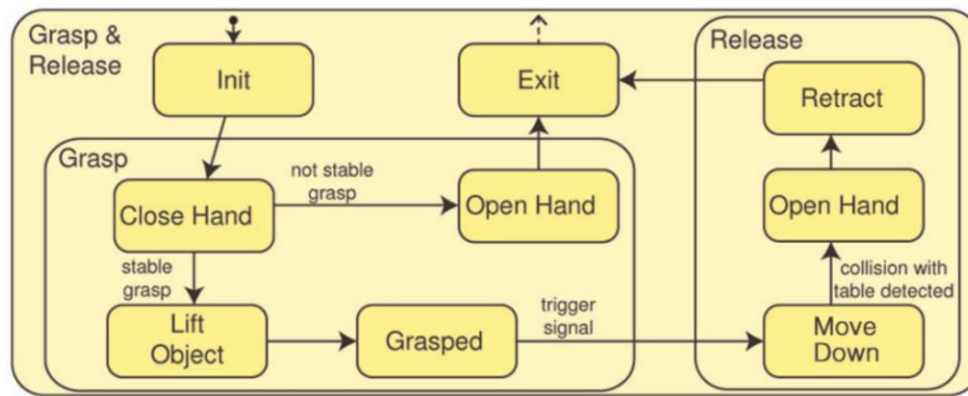 Grasp &
Release
Init
Exit
Release
Retract
Grasp
not stable
grasp
Close Hand
Open Hand
Open Hand
stable
grasp
collision with
table detected
Lift
Object
Grasped
trigger
signal
Move
Down